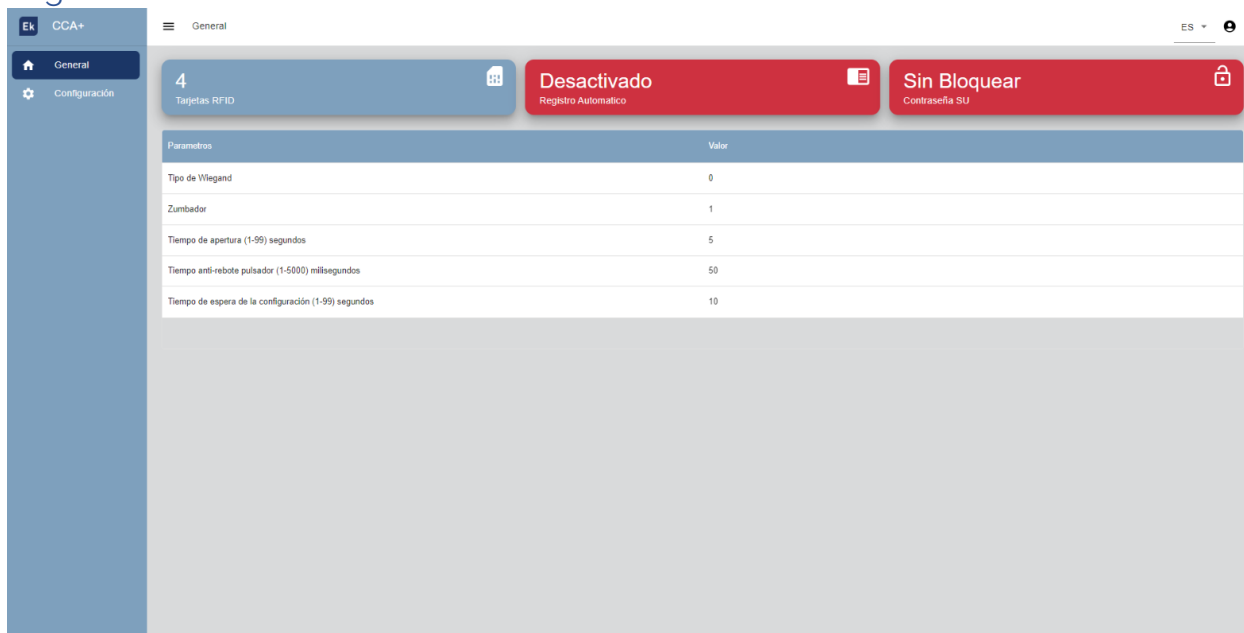 Ek CCA+
General
ES
General
Configuración
4
Tarjetas RFID
Desactivado
Registro Automatico
Sin Bloquear
Contraseña SU
Parametros Valor
Tipo de Wiegand 0
Zumbador 1
Tiempo de apertura (1-99) segundos 5
Tiempo anti-rebote pulsador (1-5000) milisegundos 50
Tiempo de espera de la configuración (1-99) segundos 10